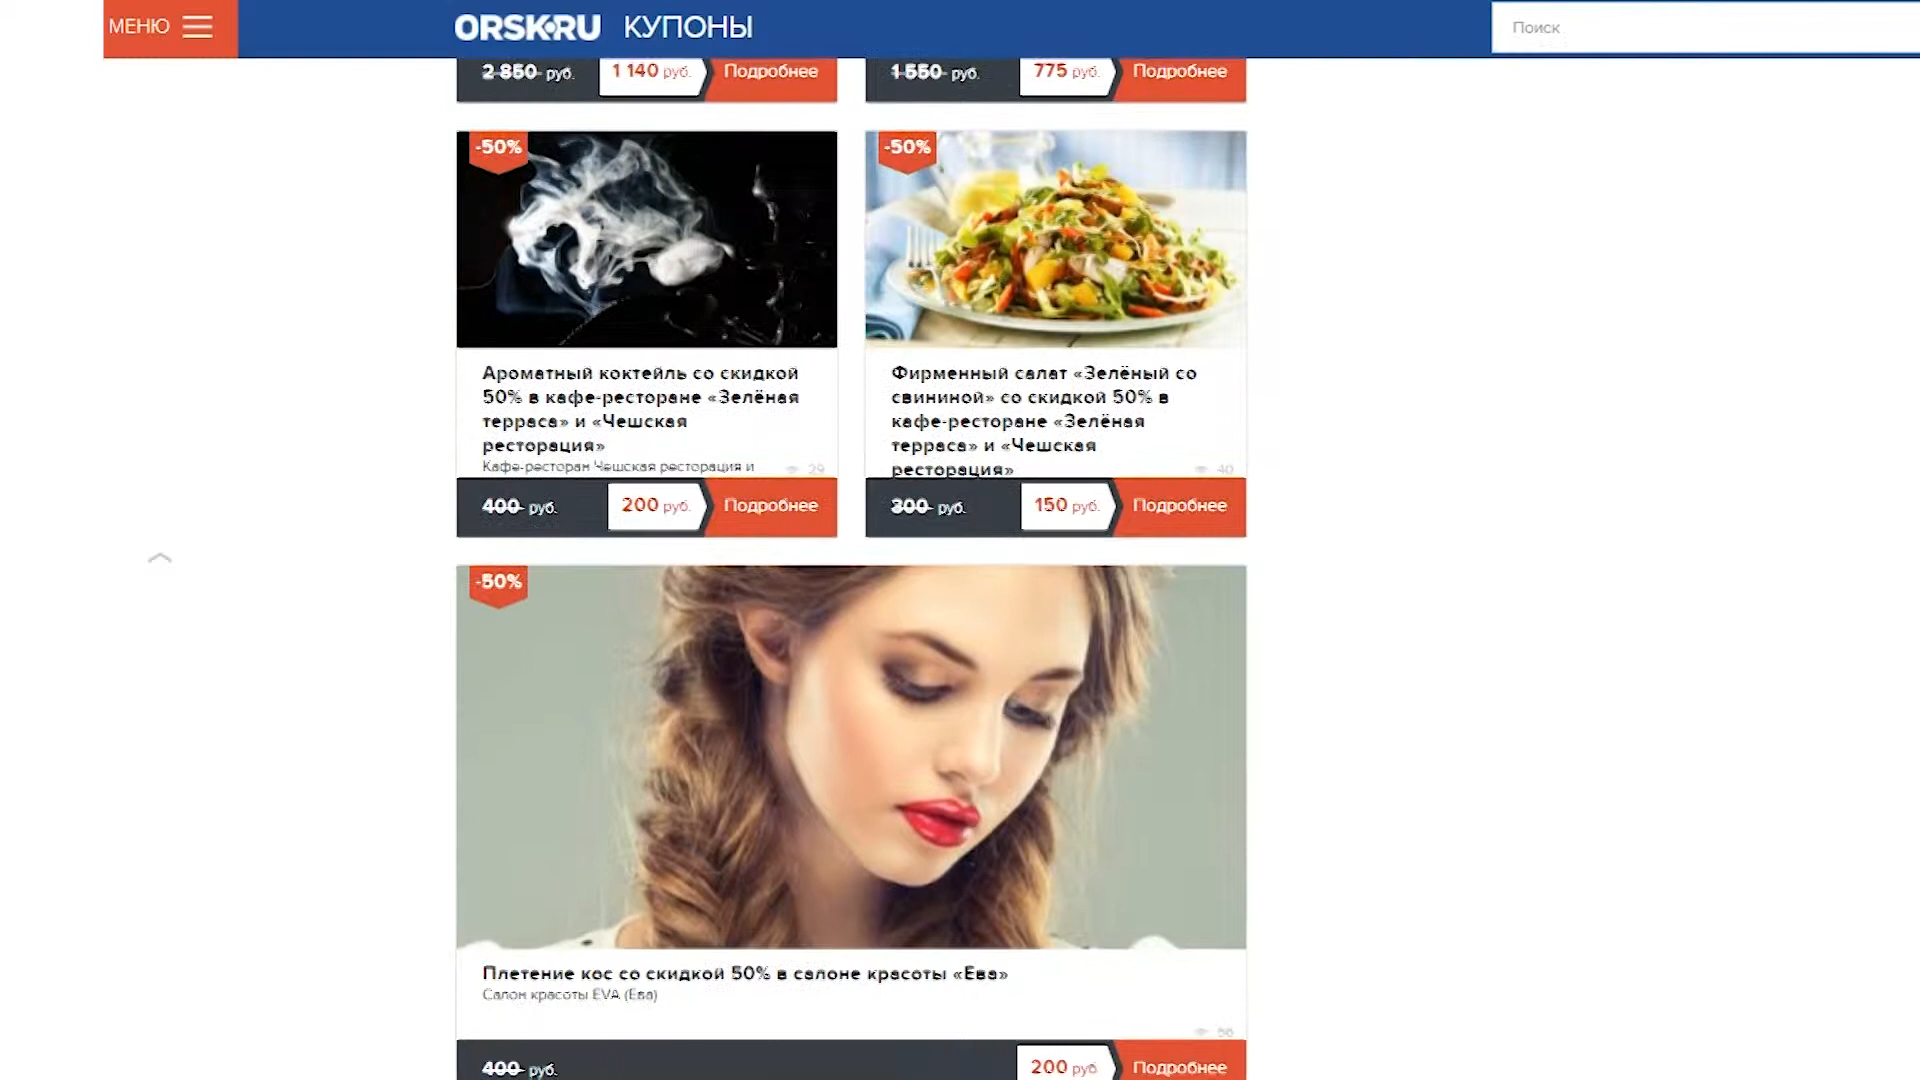 МЕНЮ
ORSK.RU КУПОНЫ
Поиск
2 850 руб. 1 140 руб. Подробнее
1 550 руб. 775 руб. Подробнее
-50%
-50%
Ароматный коктейль со скидкой
50% в кафе-ресторане «Зелёная
терраса» и «Чешская
ресторация»
Кафе-ресторан Чешская ресторация и
29
400 руб. 200 руб. Подробнее
Фирменный салат «Зелёный со
свининой» со скидкой 50% в
кафе-ресторане «Зелёная
терраса» и «Чешская
ресторация»
40
300 руб. 150 руб. Подробнее
-50%
Плетение кос со скидкой 50% в салоне красоты «Ева»
Салон красоты EVA (Ева)
400 руб. 200 руб. Подробнее